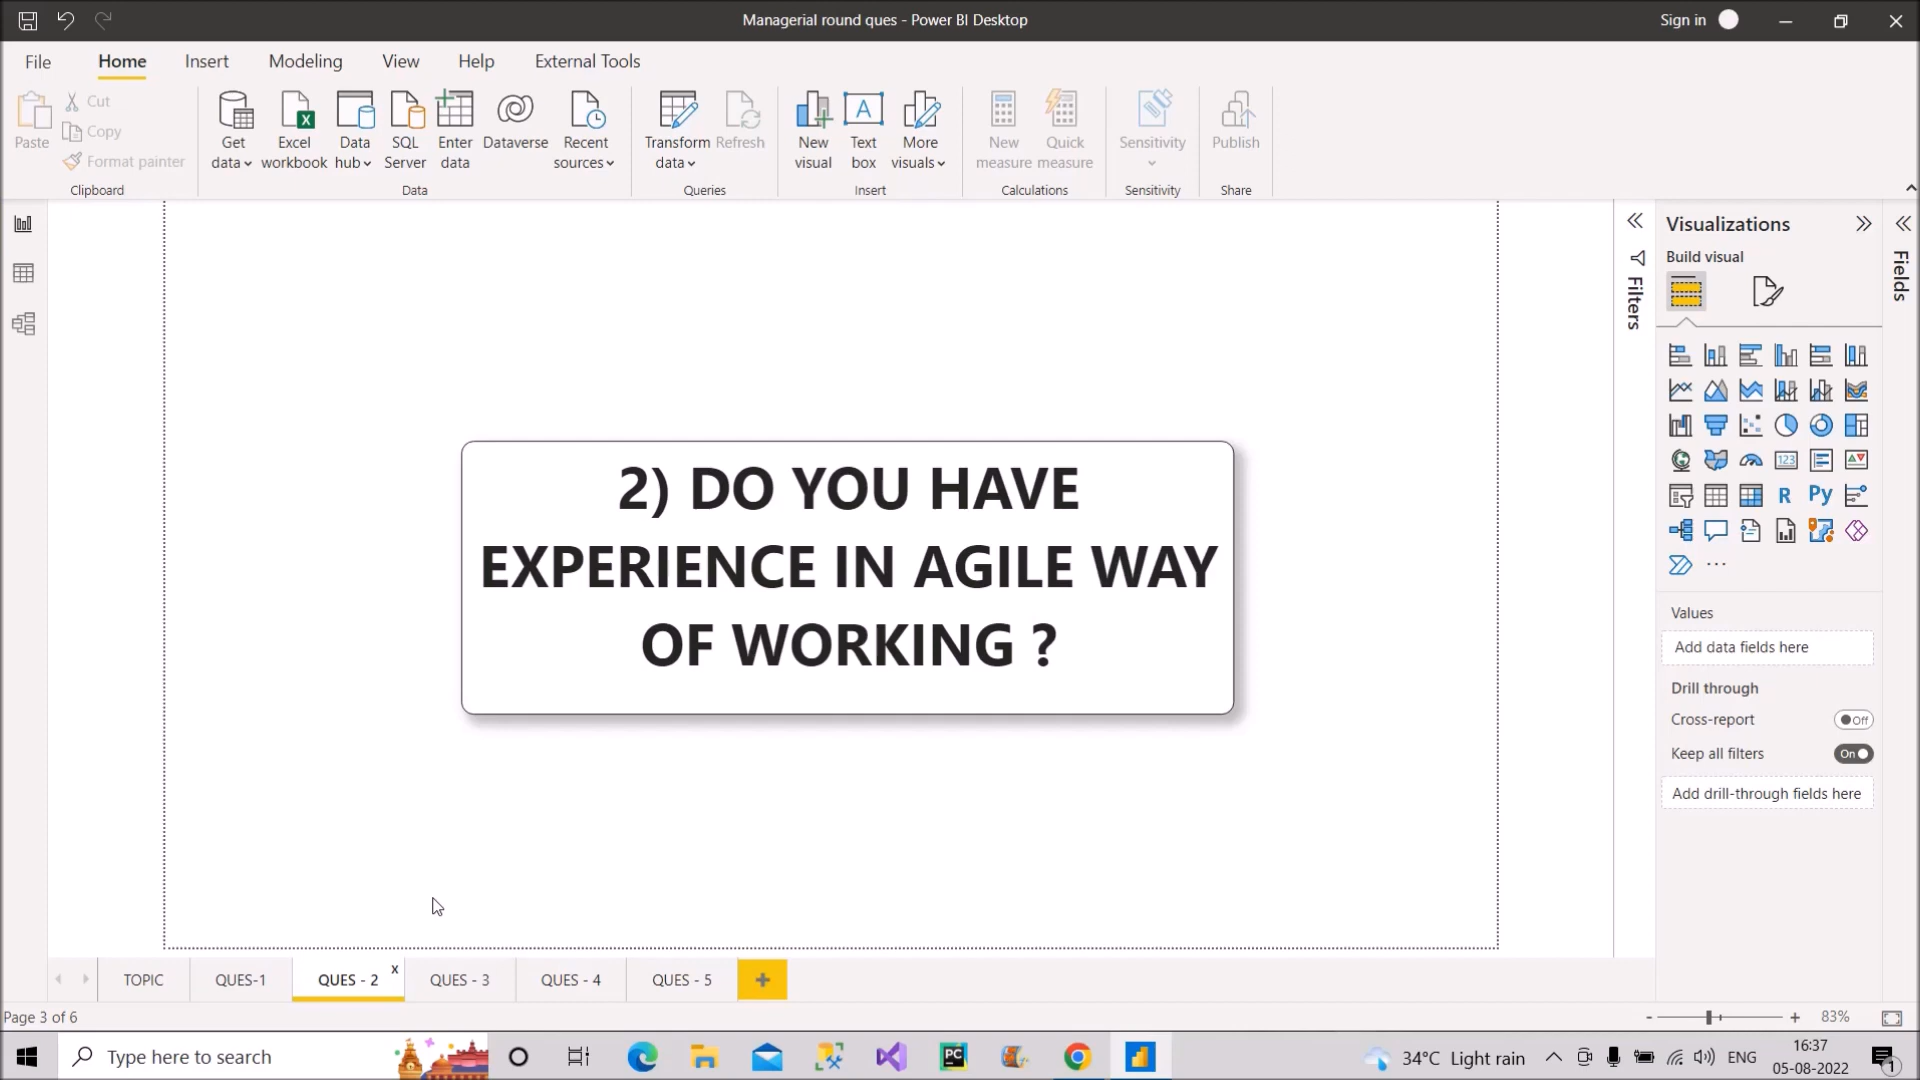 Managerial round ques - Power BI Desktop
Sign in
File Home Insert Modeling View Help External Tools
Paste
Cut
Copy
Format painter
Clipboard
Get data
Excel workbook
Data hub
SQL Server
Enter data
Dataverse
Recent sources
Data
Transform data
Refresh
Queries
New visual
Text box
More visuals
Insert
New measure
Quick measure
Calculations
Sensitivity
Sensitivity
Publish
Share
2) DO YOU HAVE
EXPERIENCE IN AGILE WAY
OF WORKING ?
Filters
Visualizations
Build visual
123
R
Py
Values
Add data fields here
Drill through
Cross-report
Off
Keep all filters
On
Add drill-through fields here
Fields
TOPIC
QUES-1
QUES - 2
x
QUES - 3
QUES - 4
QUES - 5
+
Page 3 of 6
- + 83%
Type here to search
PC
34°C Light rain
ENG
16:37
05-08-2022
1